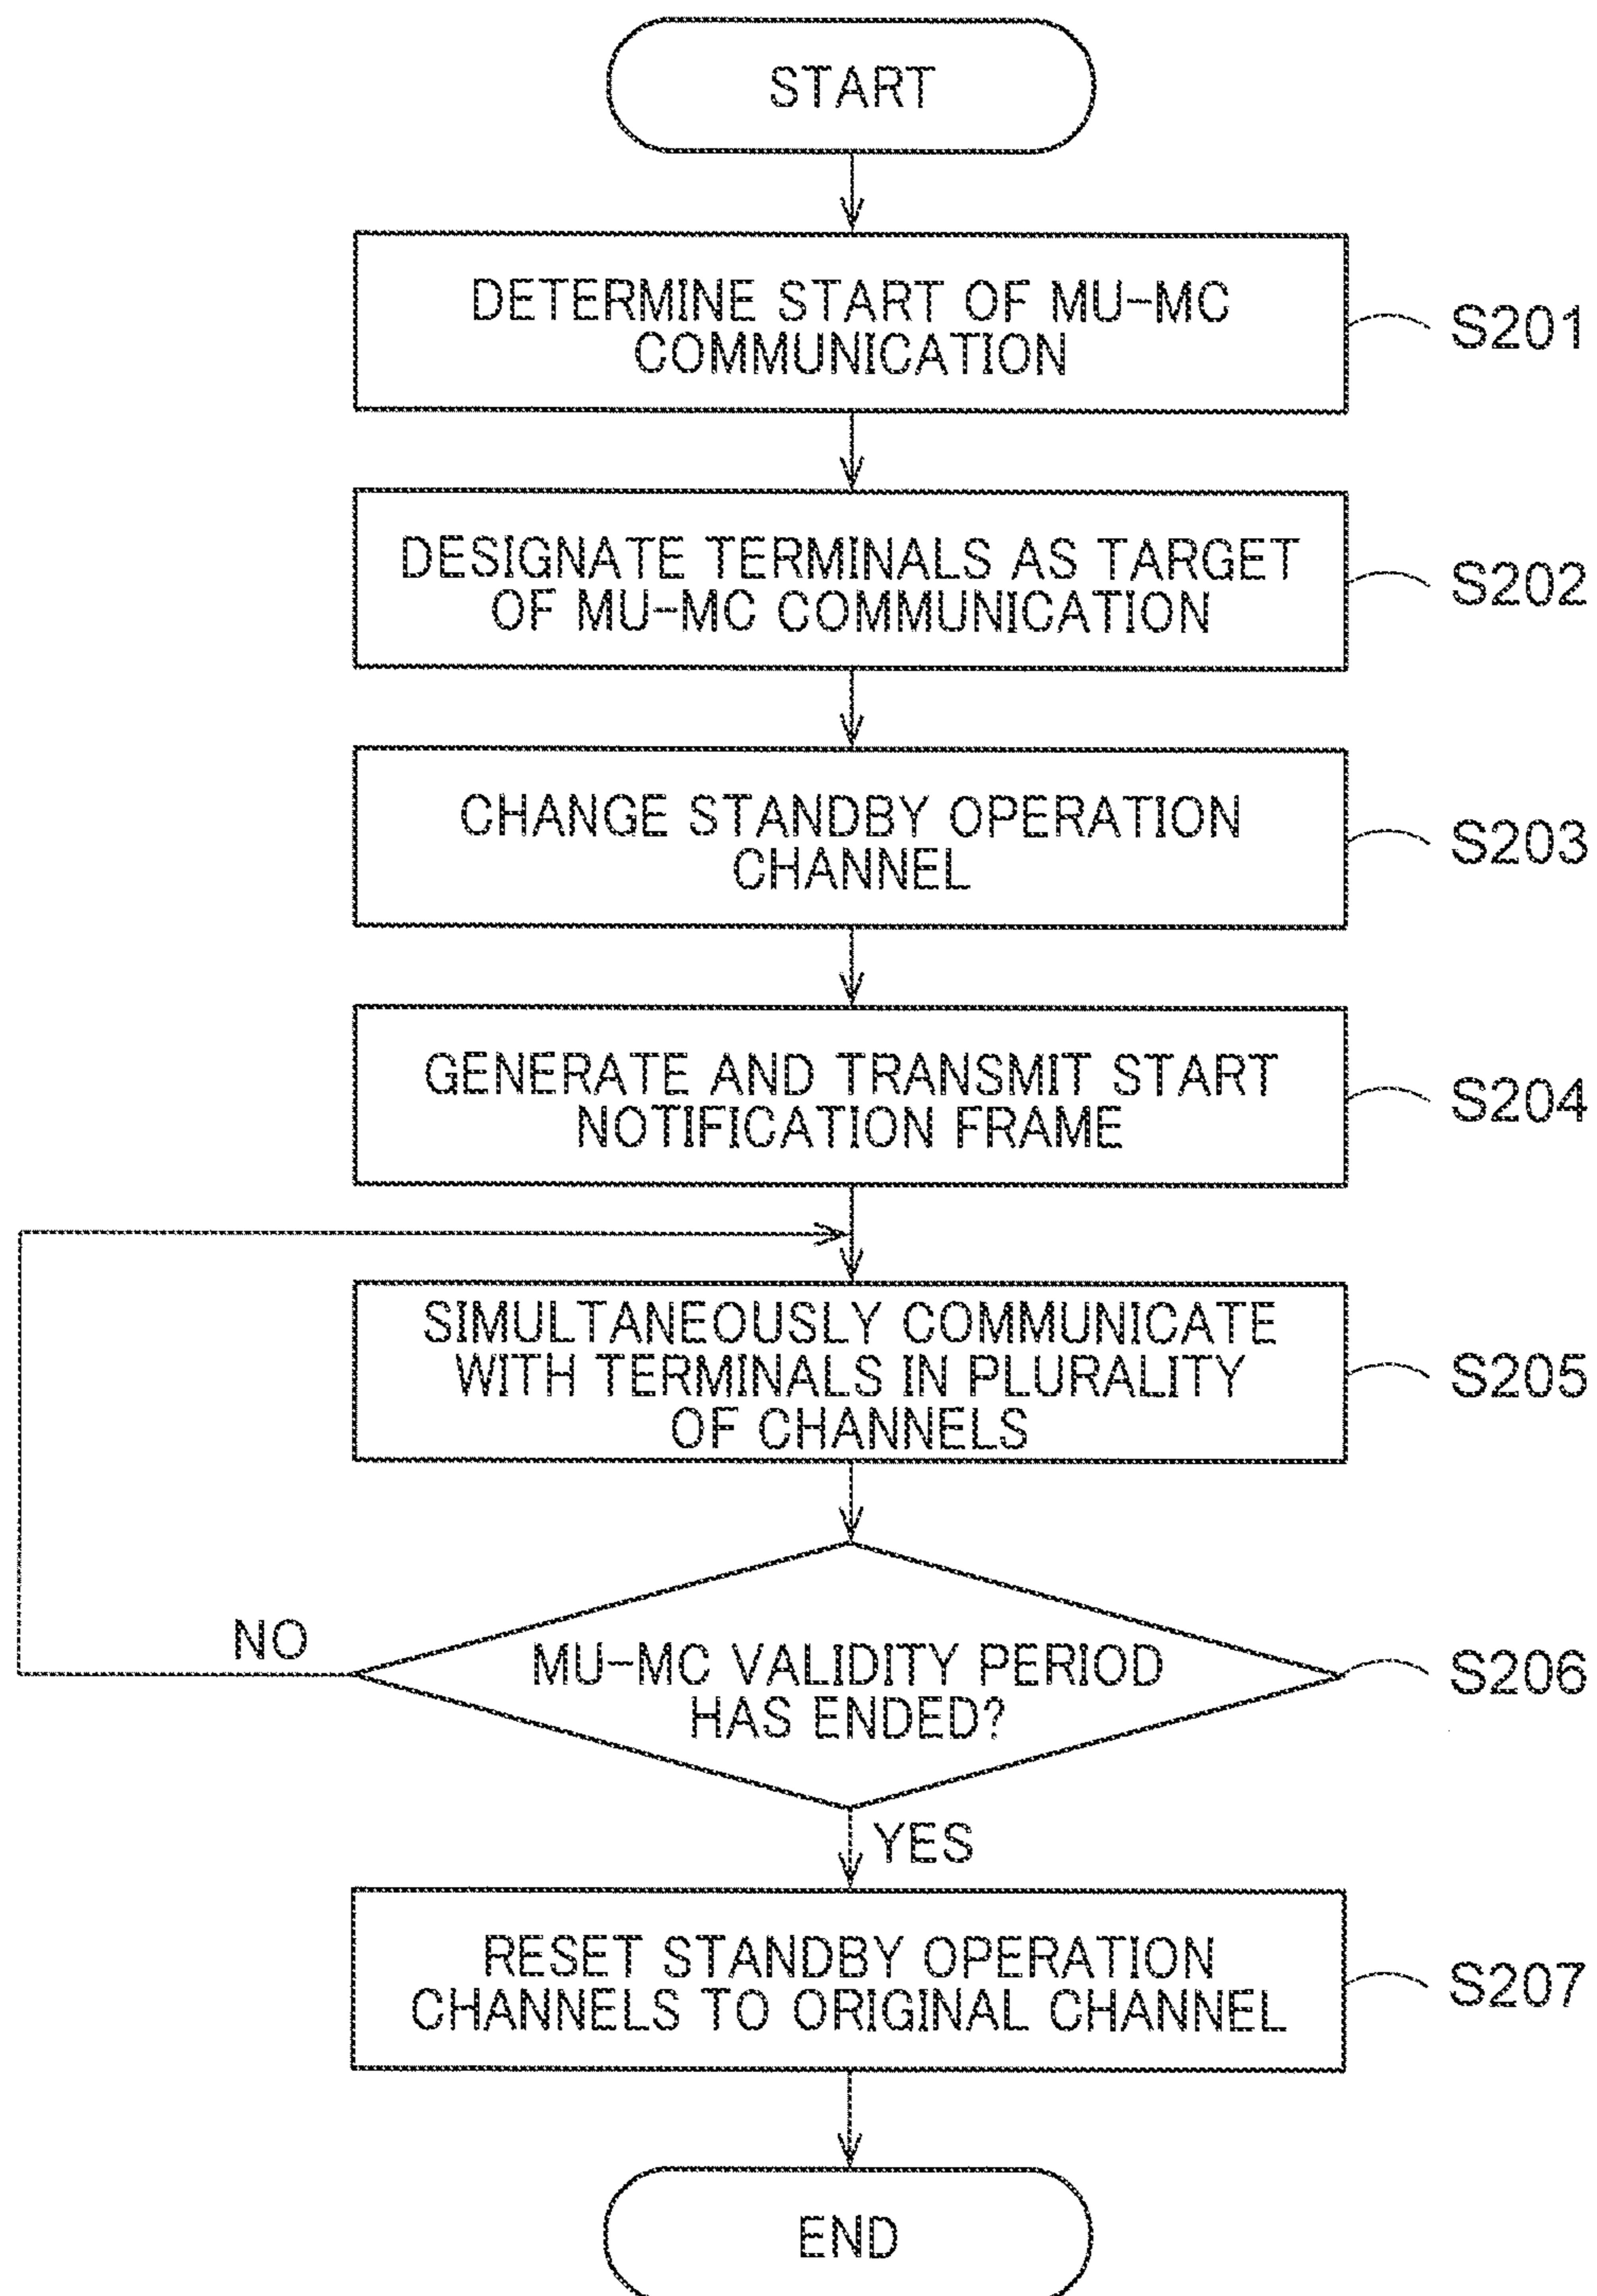 START
DETERMINE START OF MU-MC
COMMUNICATION
S201
DESIGNATE TERMINALS AS TARGET
OF MU-MC COMMUNICATION
S202
CHANGE STANDBY OPERATION
CHANNEL
S203
GENERATE AND TRANSMIT START
NOTIFICATION FRAME
S204
SIMULTANEOUSLY COMMUNICATE
WITH TERMINALS IN PLURALITY
OF CHANNELS
S205
NO
MU-MC VALIDITY PERIOD
HAS ENDED?
S206
YES
RESET STANDBY OPERATION
CHANNELS TO ORIGINAL CHANNEL
S207
END